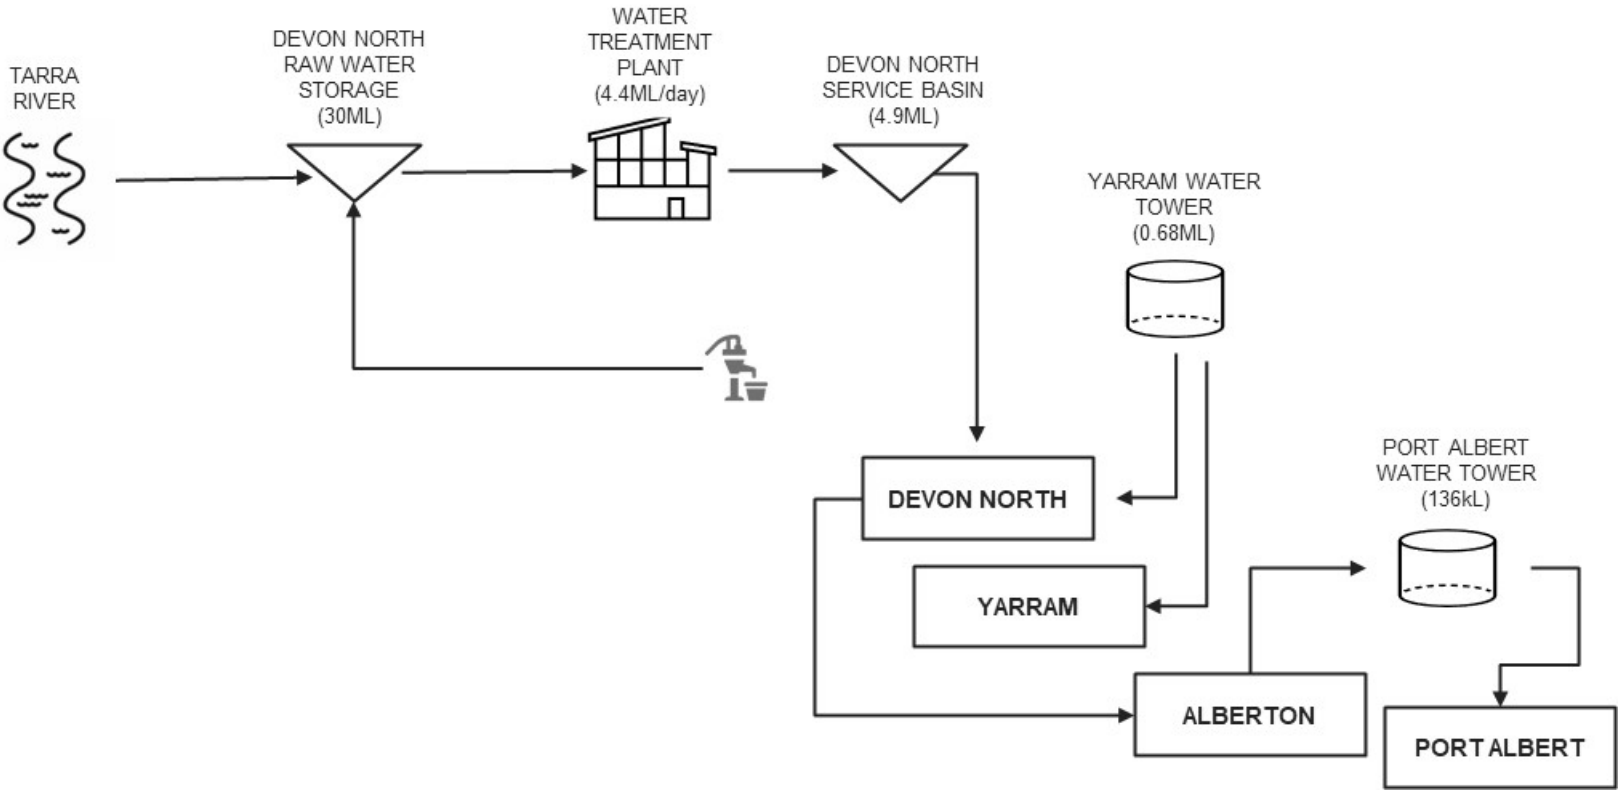 TARRA
RIVER
DEVON NORTH
RAW WATER
STORAGE
(30ML)
WATER
TREATMENT
PLANT
(4.4ML/day)
DEVON NORTH
SERVICE BASIN
(4.9ML)
YARRAM WATER
TOWER
(0.68ML)
PORT ALBERT
WATER TOWER
(136kL)
DEVON NORTH
YARRAM
ALBERTON
PORT ALBERT